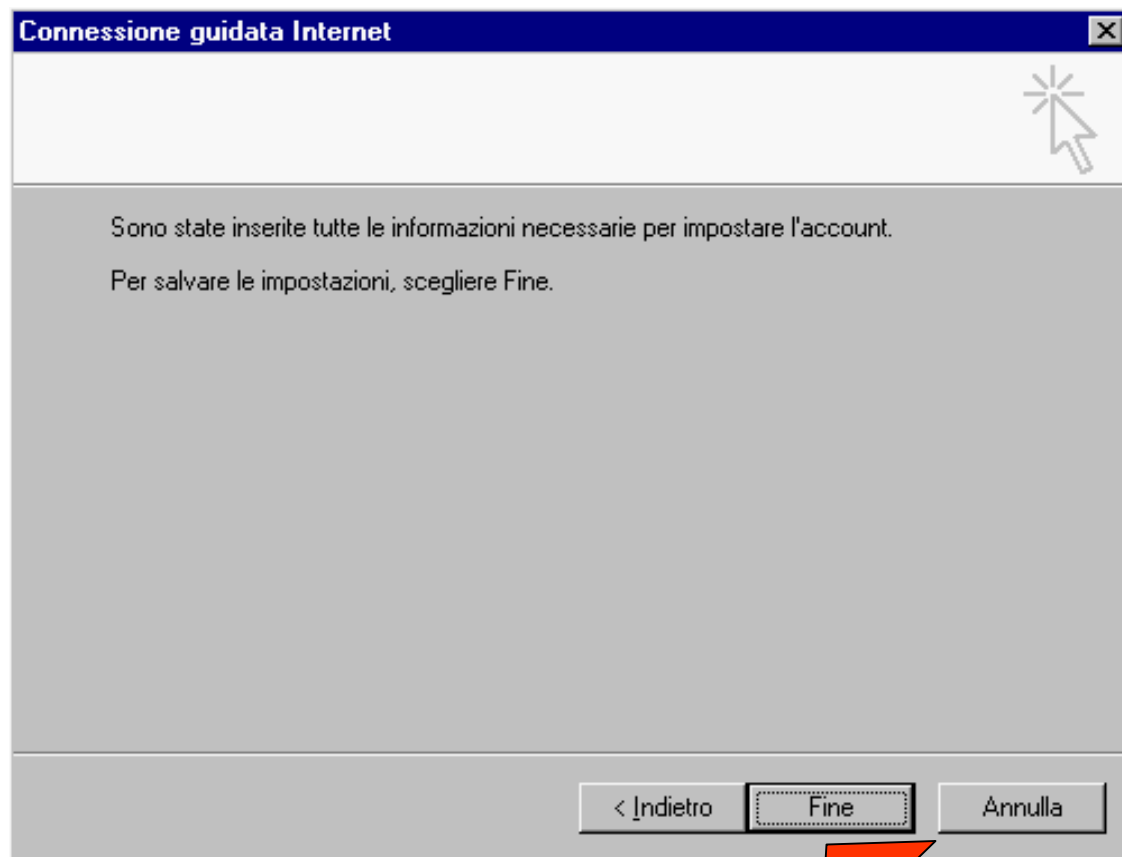 Connessione guidata Internet
Sono state inserite tutte le informazioni necessarie per impostare l'account.
Per salvare le impostazioni, scegliere Fine.
< Indietro Fine Annulla